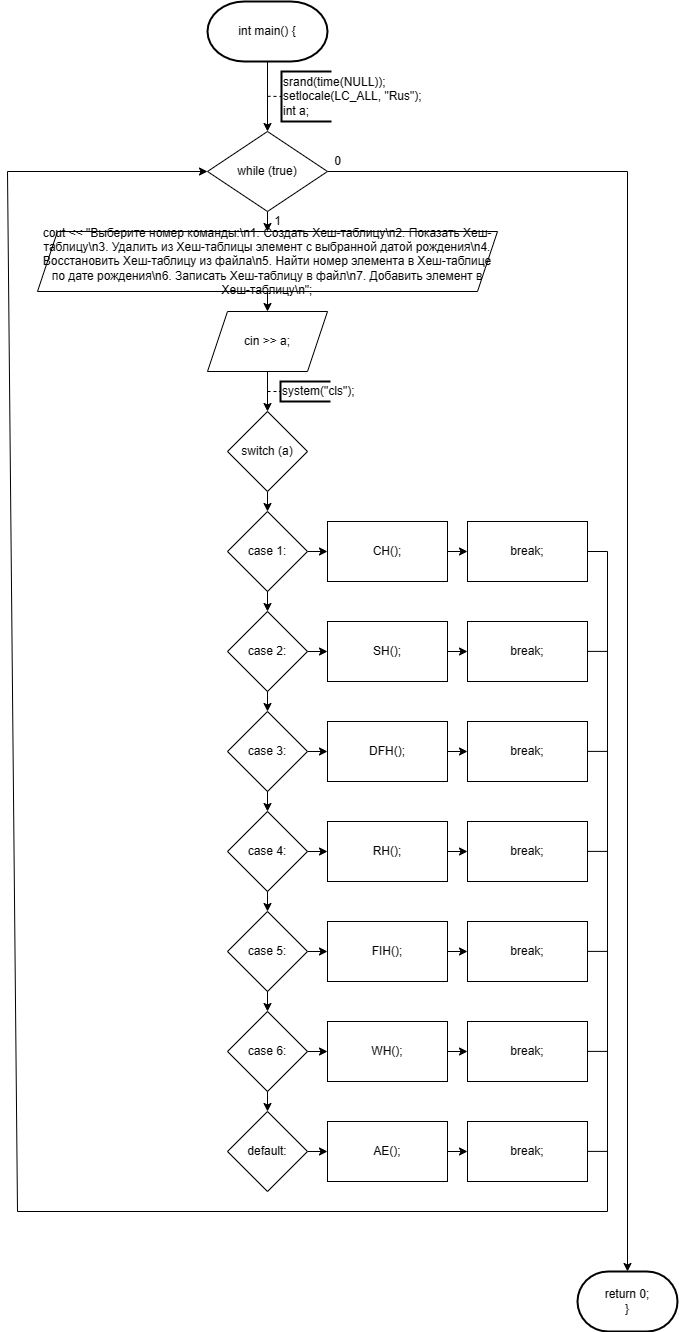 int main() {
srand(time(NULL));
setlocale(LC_ALL, "Rus");
int a;
while (true)
0
1
cout << "Выберите номер команды:\n1. Создать Хеш-таблицу\n2. Показать Хеш-
таблицу\n3. Удалить из Хеш-таблицы элемент с выбранной датой рождения\n4.
Восстановить Хеш-таблицу из файла\n5. Найти номер элемента в Хеш-таблице
по дате рождения\n6. Записать Хеш-таблицу в файл\n7. Добавить элемент в
Хеш-таблицу\n";
cin >> a;
system("cls");
switch (a)
case 1:
CH();
break;
case 2:
SH();
break;
case 3:
DFH();
break;
case 4:
RH();
break;
case 5:
FIH();
break;
case 6:
WH();
break;
default:
AE();
break;
return 0;
}